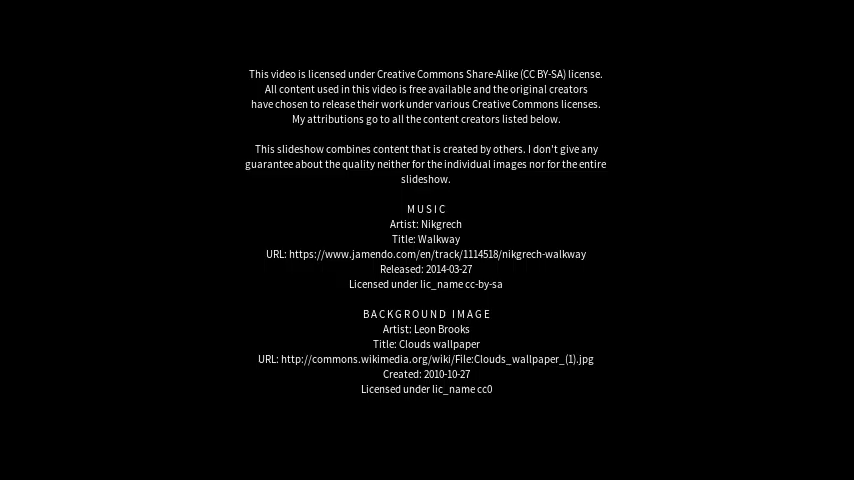 This video is licensed under Creative Commons Share-Alike (CC BY-SA) license.
All content used in this video is free available and the original creators
have chosen to release their work under various Creative Commons licenses.
My attributions go to all the content creators listed below.
This slideshow combines content that is created by others. I don't give any
guarantee about the quality neither for the individual images nor for the entire
slideshow.
MUSIC
Artist: Nikgrech
Title: Walkway
URL: https://www.jamendo.com/en/track/1114518/nikgrech-walkway
Released: 2014-03-27
Licensed under lic_name cc-by-sa
BACKGROUND IMAGE
Artist: Leon Brooks
Title: Clouds wallpaper
URL: http://commons.wikimedia.org/wiki/File:Clouds_wallpaper_(1).jpg
Created: 2010-10-27
Licensed under lic_name cc0